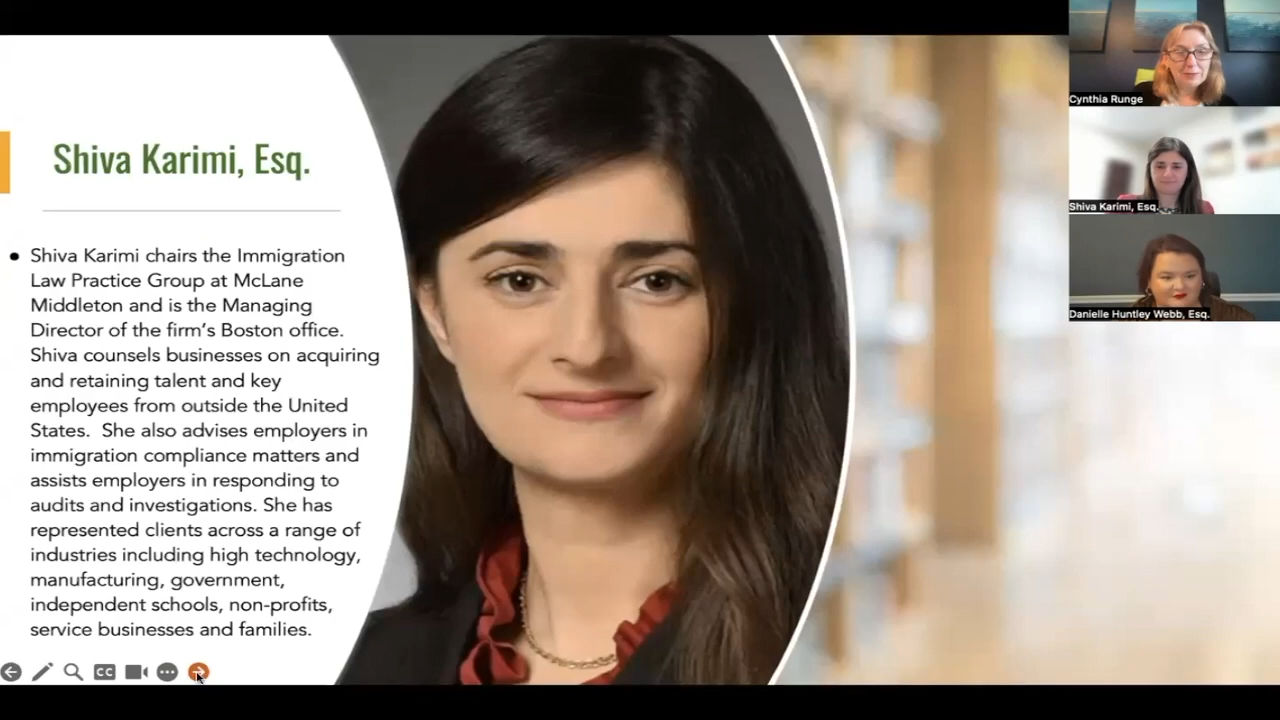 Shiva Karimi, Esq.
● Shiva Karimi chairs the Immigration
Law Practice Group at McLane
Middleton and is the Managing
Director of the firm’s Boston office.
Shiva counsels businesses on acquiring
and retaining talent and key
employees from outside the United
States.  She also advises employers in
immigration compliance matters and
assists employers in responding to
audits and investigations. She has
represented clients across a range of
industries including high technology,
manufacturing, government,
independent schools, non-profits,
service businesses and families.
CC
Cynthia Runge
Shiva Karimi, Esq.
Danielle Huntley Webb, Esq.